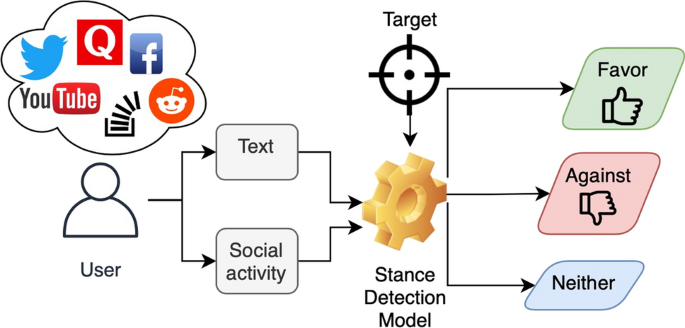 Q
f
YouTube
Target
Text
Social
activity
User
Stance
Detection
Model
Favor
Against
Neither